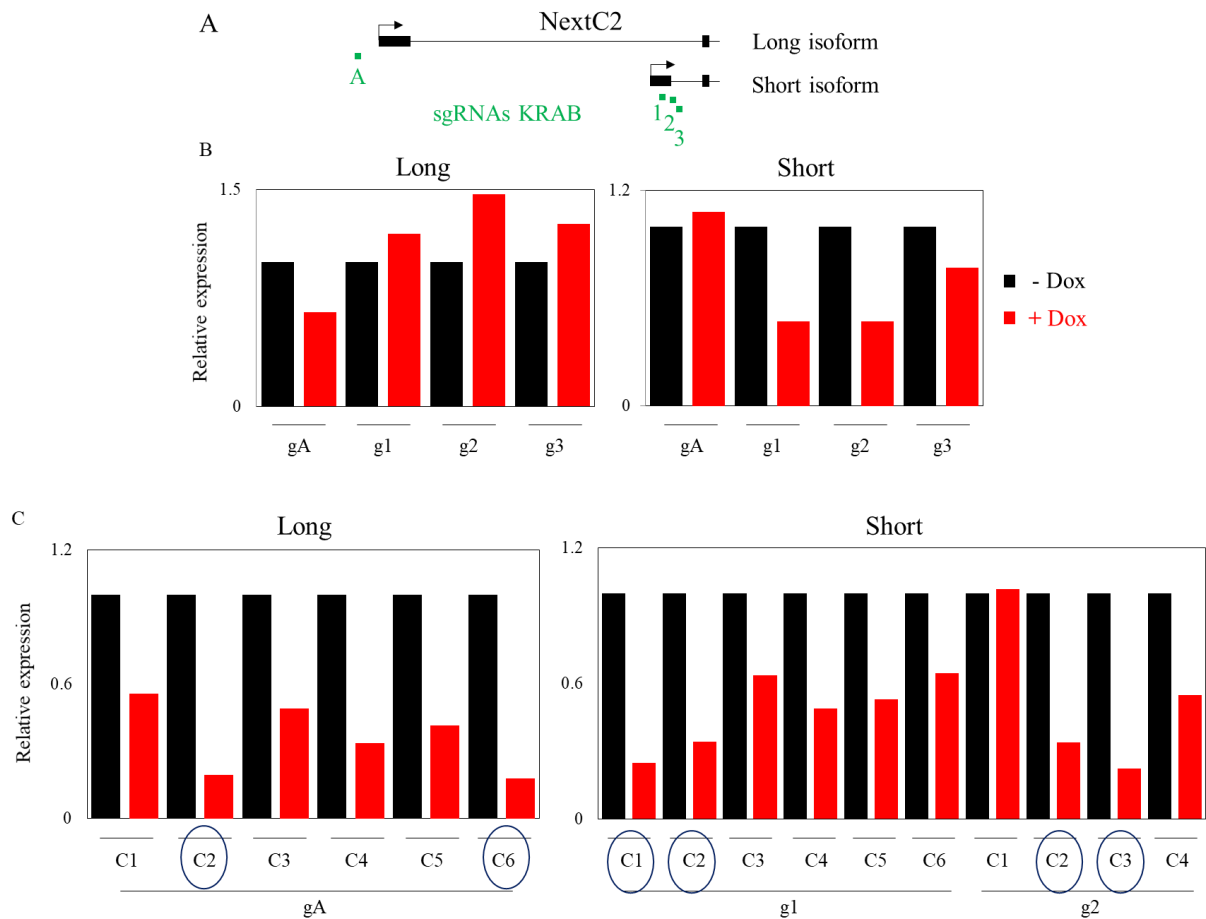 A
NextC2
Long isoform
Short isoform
A
sgRNAs KRAB
1
2
3
B
Long
Short
1.5
0
Relative expression
1.2
0
- Dox
+ Dox
gA g1 g2 g3
gA g1 g2 g3
C
Long
Short
1.2
0.6
0
Relative expression
1.2
0.6
0
C1 C2 C3 C4 C5 C6
C1 C2 C3 C4 C5 C6 C1 C2 C3 C4
gA
g1 g2